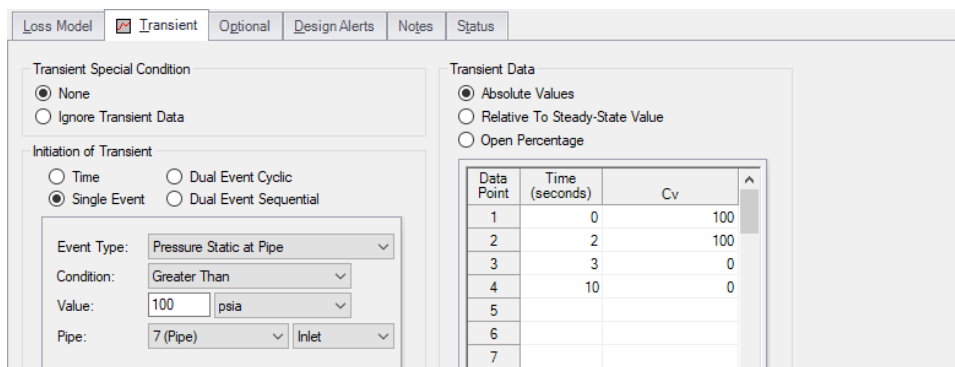 Loss Model Transient Optional Design Alerts Notes Status
Transient Special Condition
None
Ignore Transient Data
Initiation of Transient
Time Dual Event Cyclic
Single Event Dual Event Sequential
Event Type: Pressure Static at Pipe
Condition: Greater Than
Value: 100 psia
Pipe: 7 (Pipe) Inlet
Transient Data
Absolute Values
Relative To Steady-State Value
Open Percentage
Data Point Time (seconds) Cv
1 0 100
2 2 100
3 3 0
4 10 0
5
6
7